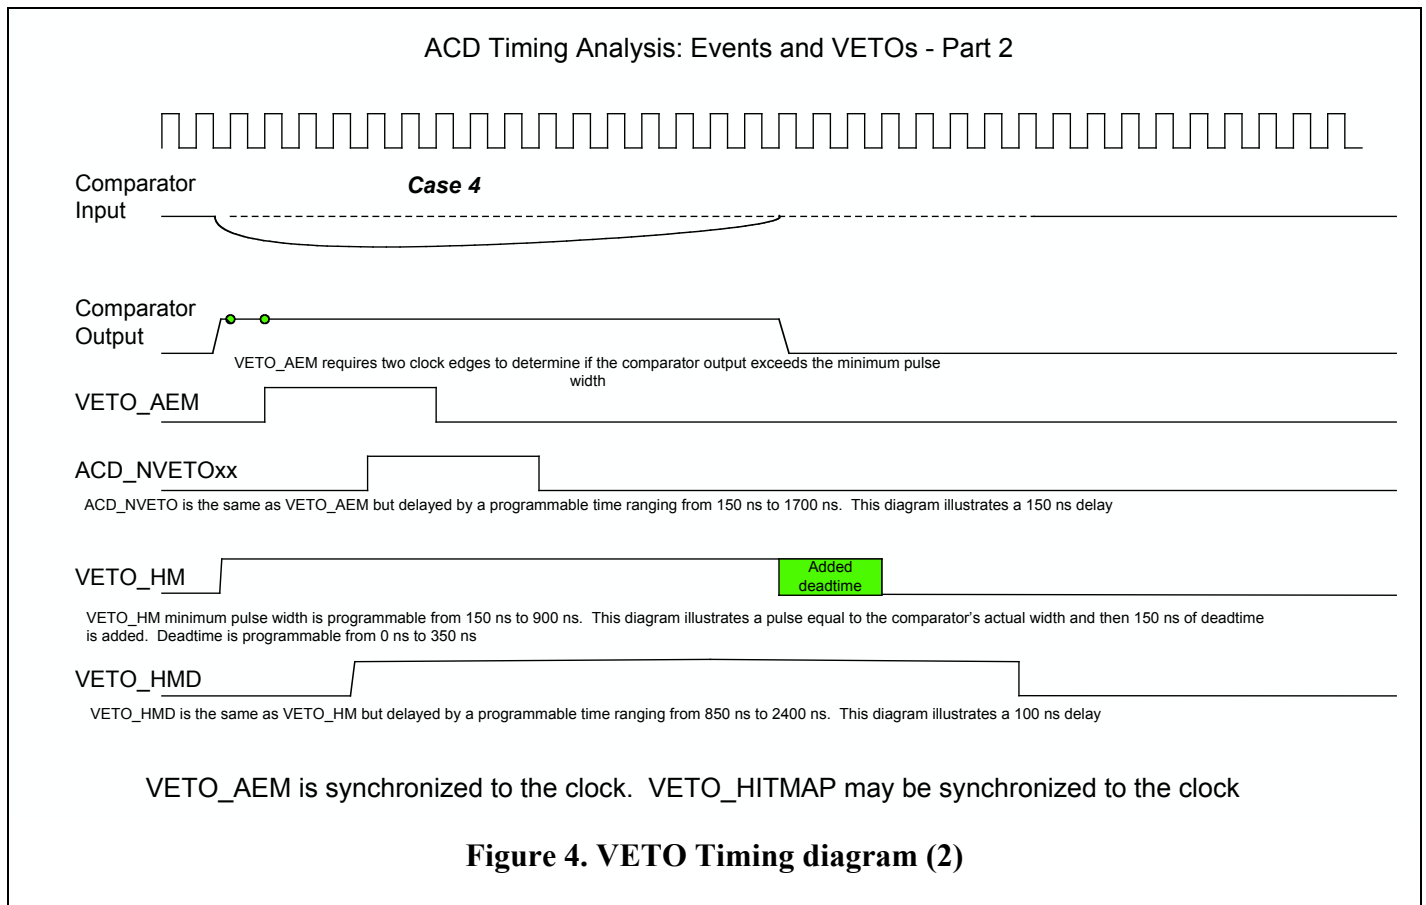 ACD Timing Analysis: Events and VETOs - Part 2
Comparator
Input
Case 4
Comparator
Output
VETO_AEM requires two clock edges to determine if the comparator output exceeds the minimum pulse
width
VETO_AEM
ACD_NVETOxx
ACD_NVETO is the same as VETO_AEM but delayed by a programmable time ranging from 150 ns to 1700 ns. This diagram illustrates a 150 ns delay
VETO_HM
Added
deadtime
VETO_HM minimum pulse width is programmable from 150 ns to 900 ns. This diagram illustrates a pulse equal to the comparator's actual width and then 150 ns of deadtime
is added. Deadtime is programmable from 0 ns to 350 ns
VETO_HMD
VETO_HMD is the same as VETO_HM but delayed by a programmable time ranging from 850 ns to 2400 ns. This diagram illustrates a 100 ns delay
VETO_AEM is synchronized to the clock. VETO_HITMAP may be synchronized to the clock
Figure 4. VETO Timing diagram (2)